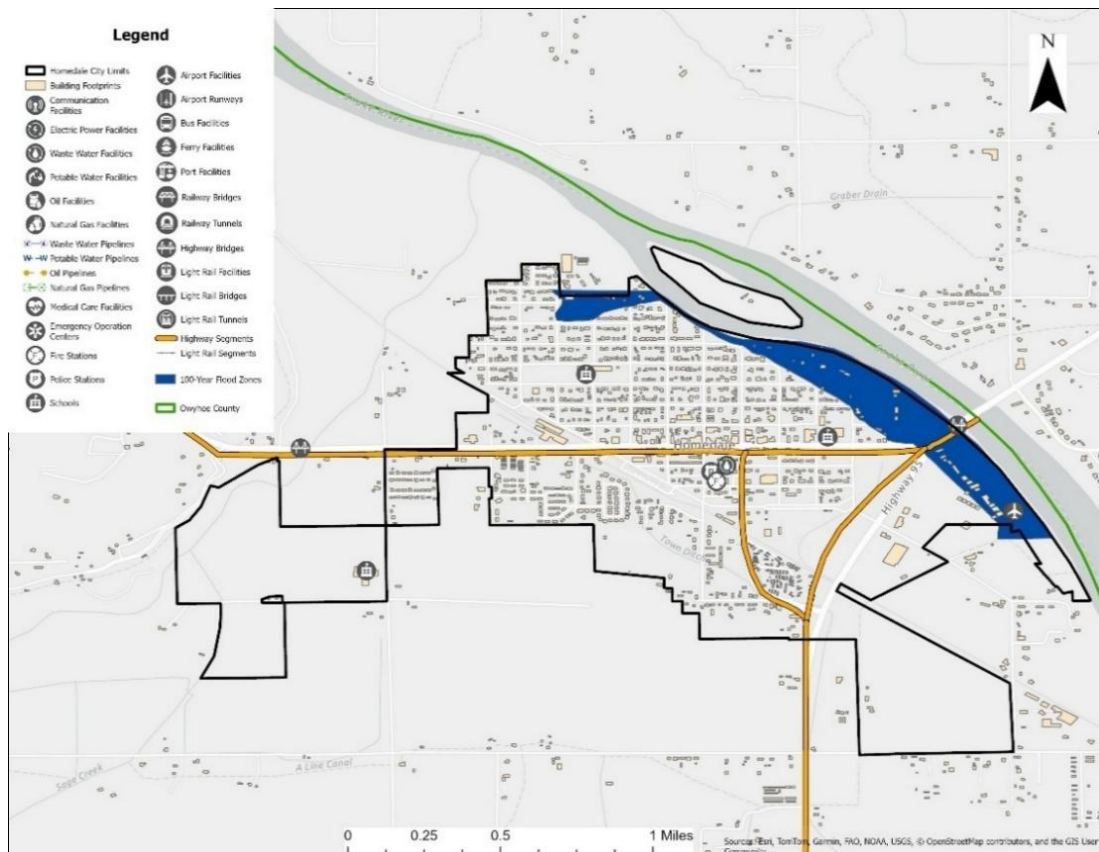 Legend
Homedale City Limits
Building Footprints
Communication
Facilities
Electric Power Facilities
Waste Water Facilities
Potable Water Facilities
Oil Facilities
Natural Gas Facilities
Waste Water Pipelines
Potable Water Pipelines
Oil Pipelines
Natural Gas Pipelines
Medical Care Facilities
Emergency Operation
Centers
Fire Stations
Police Stations
Schools
Airport Facilities
Airport Runways
Bus Facilities
Ferry Facilities
Port Facilities
Railway Bridges
Railway Tunnels
Highway Bridges
Light Rail Facilities
Light Rail Bridges
Light Rail Tunnels
Highway Segments
Light Rail Segments
100-Year Flood Zones
Owyhee County
N
Graber Drain
Homedale
Highway 95
Town Ditch
Sage Creek
A Line Canal
0 0.25 0.5 1 Miles
Sources: Esri, TomTom, Garmin, FAO, NOAA, USGS, © OpenStreetMap contributors, and the GIS User
Community